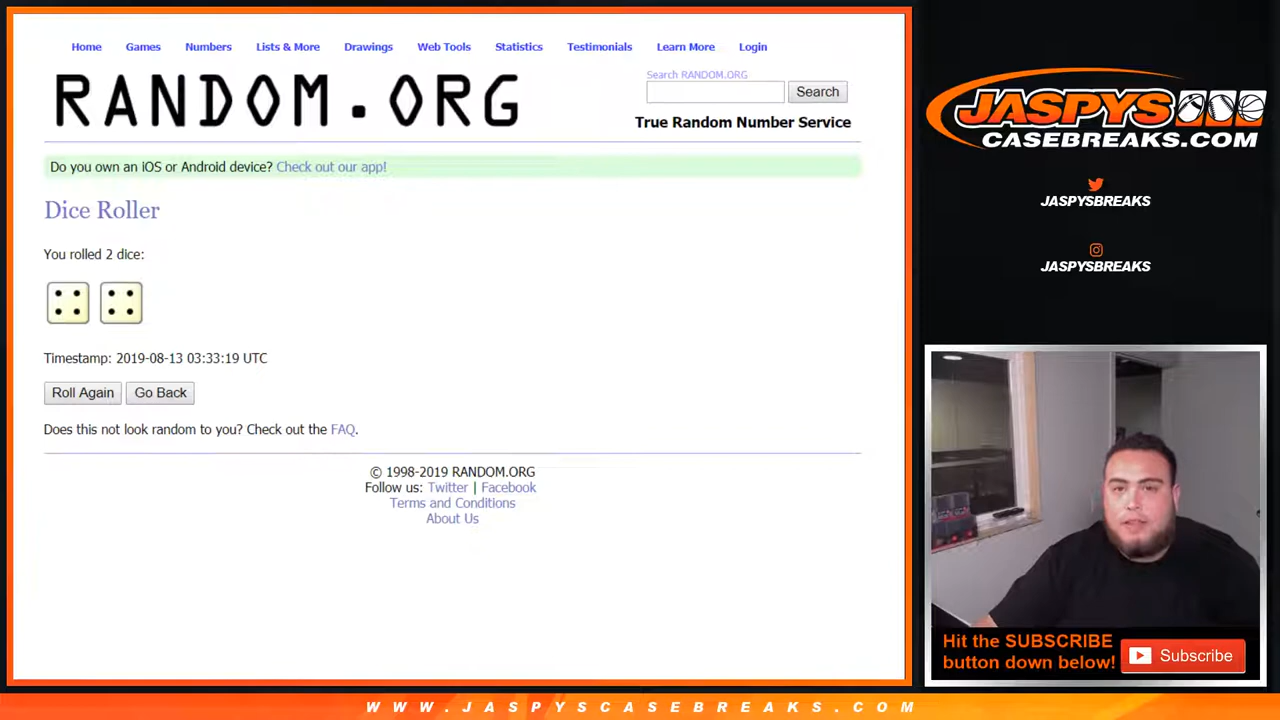 Home Games Numbers Lists & More Drawings Web Tools Statistics Testimonials Learn More Login
RANDOM.ORG
Search RANDOM.ORG
Search
True Random Number Service
Do you own an iOS or Android device? Check out our app!
Dice Roller
You rolled 2 dice:
Timestamp: 2019-08-13 03:33:19 UTC
Roll Again Go Back
Does this not look random to you? Check out the FAQ.
© 1998-2019 RANDOM.ORG
Follow us: Twitter | Facebook
Terms and Conditions
About Us
JASPYS
CASEBREAKS.COM
JASPYSBREAKS
JASPYSBREAKS
Hit the SUBSCRIBE
button down below!
Subscribe
WWW.JASPYSCASEBREAKS.COM